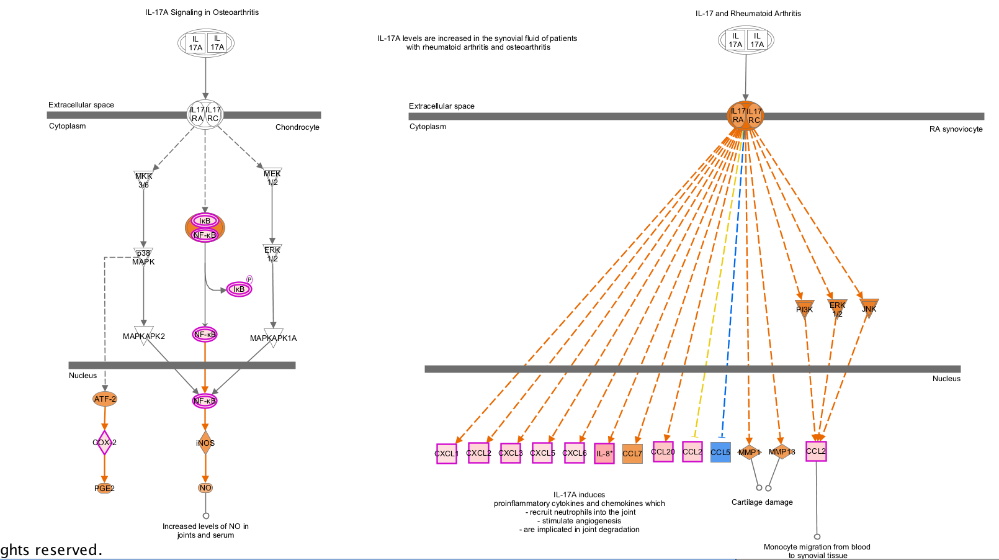 IL-17A Signaling in Osteoarthritis
IL
17A
IL
17A
Extracellular space
IL17
RA
IL17
RC
Cytoplasm
Chondrocyte
MKK
3/6
MEK
1/2
IκB
NF-κB
p38
MAPK
ERK
1/2
P
IκB
MAPKAPK2
NF-κB
MAPKAPK1A
Nucleus
ATF-2
NF-κB
COX-2
iNOS
PGE2
NO
Increased levels of NO in
joints and serum
ghts reserved.
IL-17A levels are increased in the synovial fluid of patients
with rheumatoid arthritis and osteoarthritis
IL-17 and Rheumatoid Arthritis
IL
17A
IL
17A
Extracellular space
IL17
RA
IL17
RC
Cytoplasm
RA synoviocyte
PI3K
ERK
1/2
JNK
Nucleus
CXCL1
CXCL2
CXCL3
CXCL5
CXCL6
IL-8*
CCL7
CCL20
CCL2
CCL5
MMP1
MMP13
CCL2
IL-17A induces
proinflammatory cytokines and chemokines which
- recruit neutrophils into the joint
- stimulate angiogenesis
- are implicated in joint degradation
Cartilage damage
Monocyte migration from blood
to synovial tissue